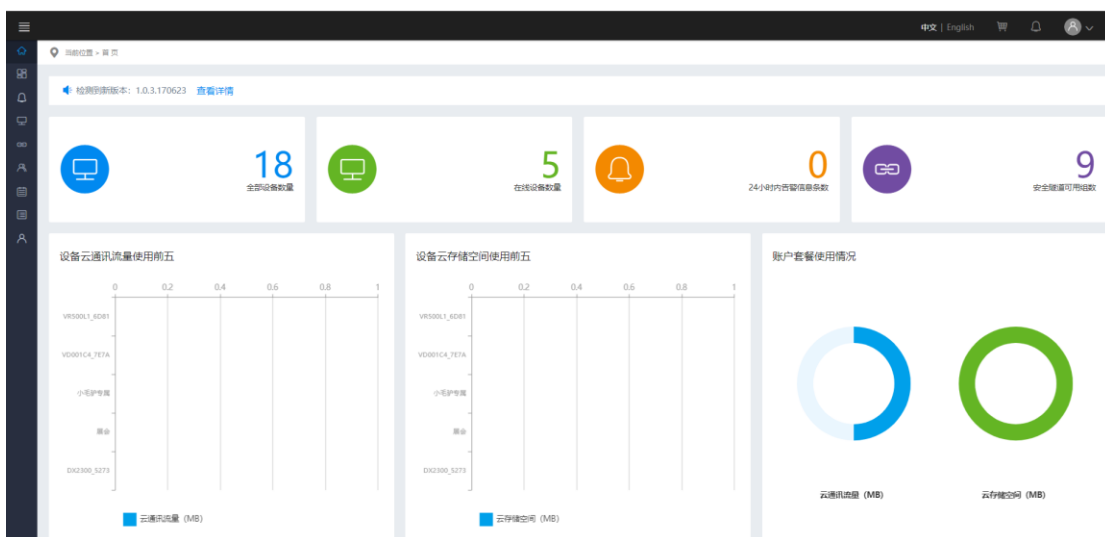 中文 | English
当前位置 » 首页
检测到新版本：1.0.3.170623 查看详情
18
全部设备数量
5
在线设备数量
0
24小时内告警信息条数
9
安全隧道可用组数
设备云通讯流量使用前五
0 0.2 0.4 0.6 0.8 1
VR500L1_6D81
VD001C4_7E7A
小毛驴专属
展会
DX2300_5273
云通讯流量 (MB)
设备云存储空间使用前五
0 0.2 0.4 0.6 0.8 1
VR500L1_6D81
VD001C4_7E7A
小毛驴专属
展会
DX2300_5273
云存储空间 (MB)
账户套餐使用情况
云通讯流量 (MB)
云存储空间 (MB)